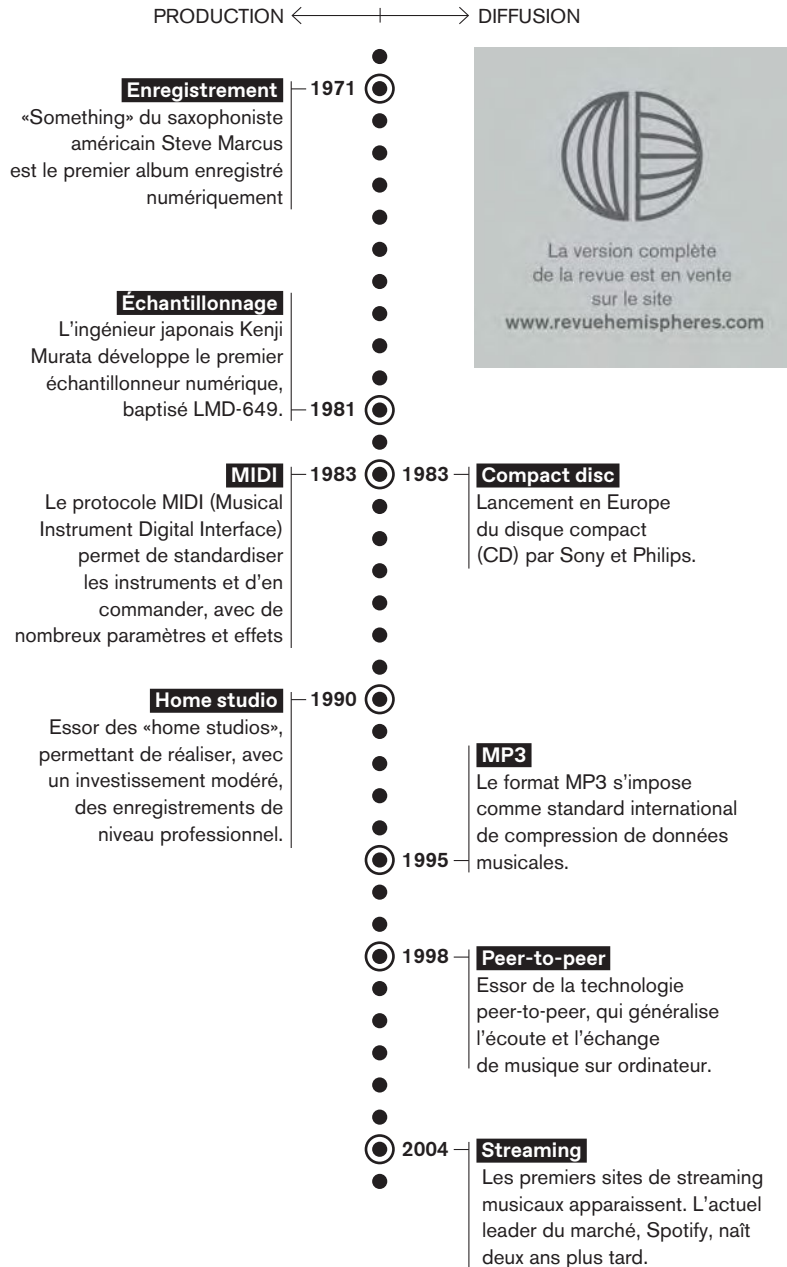 PRODUCTION
DIFFUSION
Enregistrement
1971
«Something» du saxophoniste
américain Steve Marcus
est le premier album enregistré
numériquement
La version complète
de la revue est en vente
sur le site
www.revuehemispheres.com
Échantillonnage
L'ingénieur japonais Kenji
Murata développe le premier
échantillonneur numérique,
baptisé LMD-649.
1981
MIDI
1983
Le protocole MIDI (Musical
Instrument Digital Interface)
permet de standardiser
les instruments et d'en
commander, avec de
nombreux paramètres et effets
1983
Compact disc
Lancement en Europe
du disque compact
(CD) par Sony et Philips.
Home studio
1990
Essor des «home studios»,
permettant de réaliser, avec
un investissement modéré,
des enregistrements de
niveau professionnel.
MP3
Le format MP3 s'impose
comme standard international
de compression de données
musicales.
1995
1998
Peer-to-peer
Essor de la technologie
peer-to-peer, qui généralise
l'écoute et l'échange
de musique sur ordinateur.
2004
Streaming
Les premiers sites de streaming
musicaux apparaissent. L'actuel
leader du marché, Spotify, naît
deux ans plus tard.